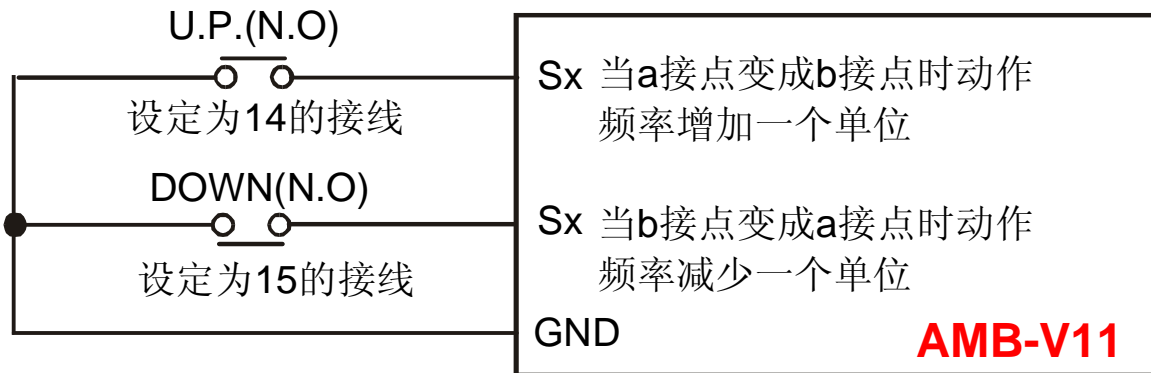 U.P.(N.O)
设定为14的接线
Sx 当a接点变成b接点时动作
频率增加一个单位
DOWN(N.O)
设定为15的接线
Sx 当b接点变成a接点时动作
频率减少一个单位
GND
AMB-V11